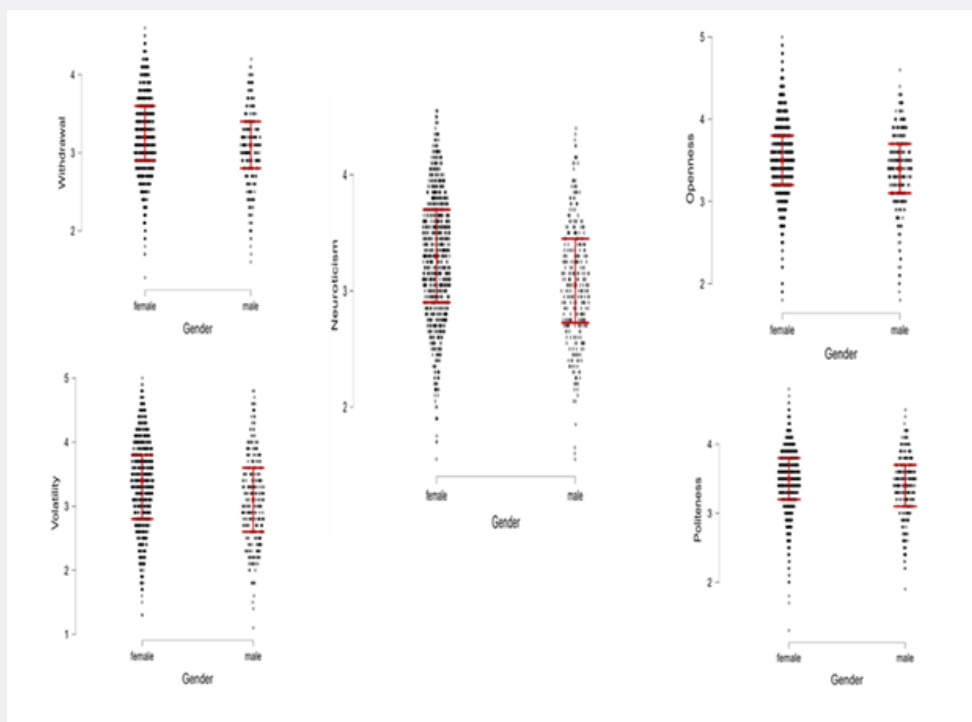 Withdrawal
4
3
2
female male
Gender
Volatility
5
4
3
2
1
female male
Gender
Neuroticism
4
3
2
female male
Gender
Openness
5
4
3
2
female male
Gender
Politeness
4
3
2
female male
Gender